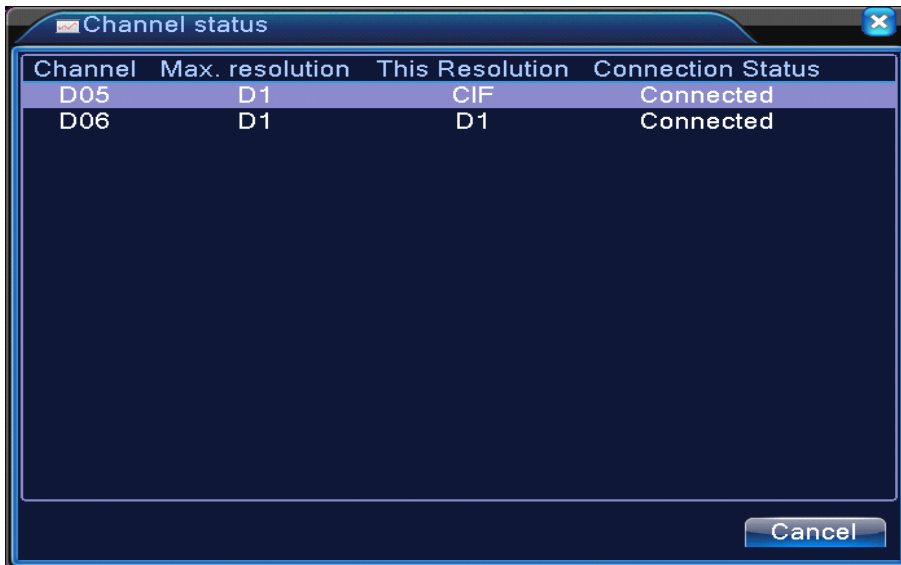 Channel status
Channel Max. resolution This Resolution Connection Status
D05 D1 CIF Connected
D06 D1 D1 Connected
Cancel